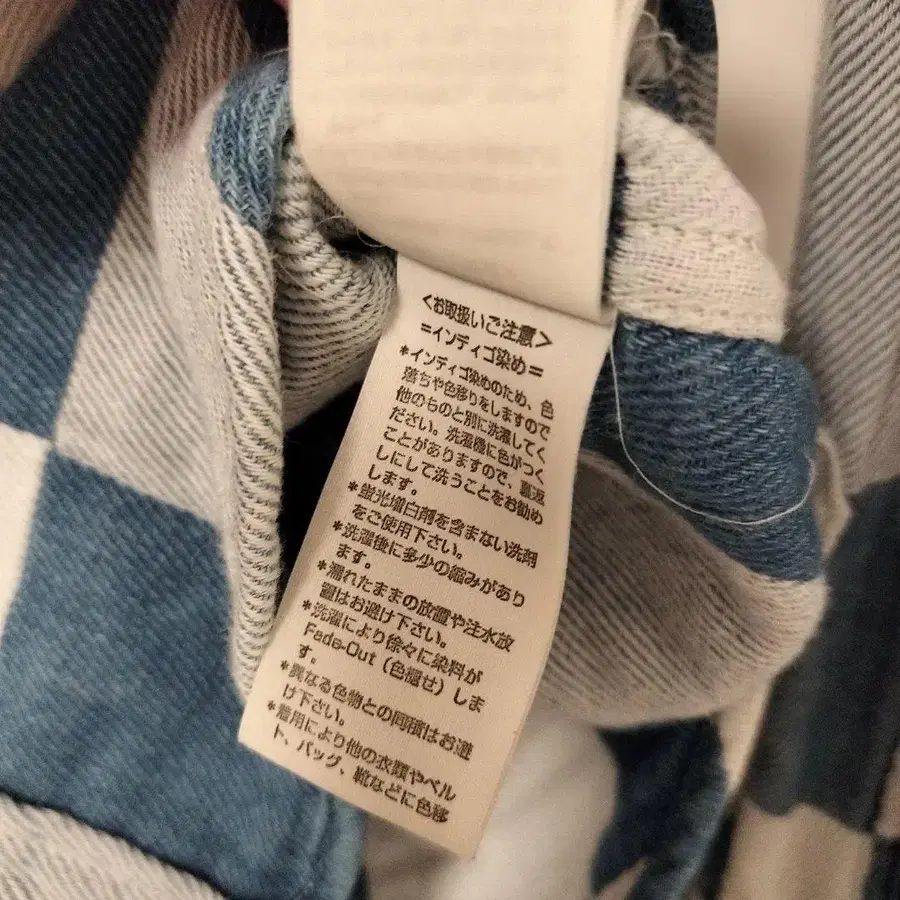 <お取扱いご注意>
=インディゴ染め=
*インディゴ染めのため、色
落ちや色移りをしますので
他のものと別に洗濯してく
ださい。洗濯機に色がつく
ことがありますので、裏返
しにして洗うことをお勧め
します。
*蛍光増白剤を含まない洗剤
をご使用下さい。
*洗濯後に多少の縮みがあり
ます。
*濡れたままの放置や注水放
置はお避け下さい。
*洗濯により徐々に染料が
Fade-Out（色褪せ）しま
す。
*異なる色物との同積はお避
け下さい。
*着用により他の衣類やベル
ト、バッグ、靴などに色移